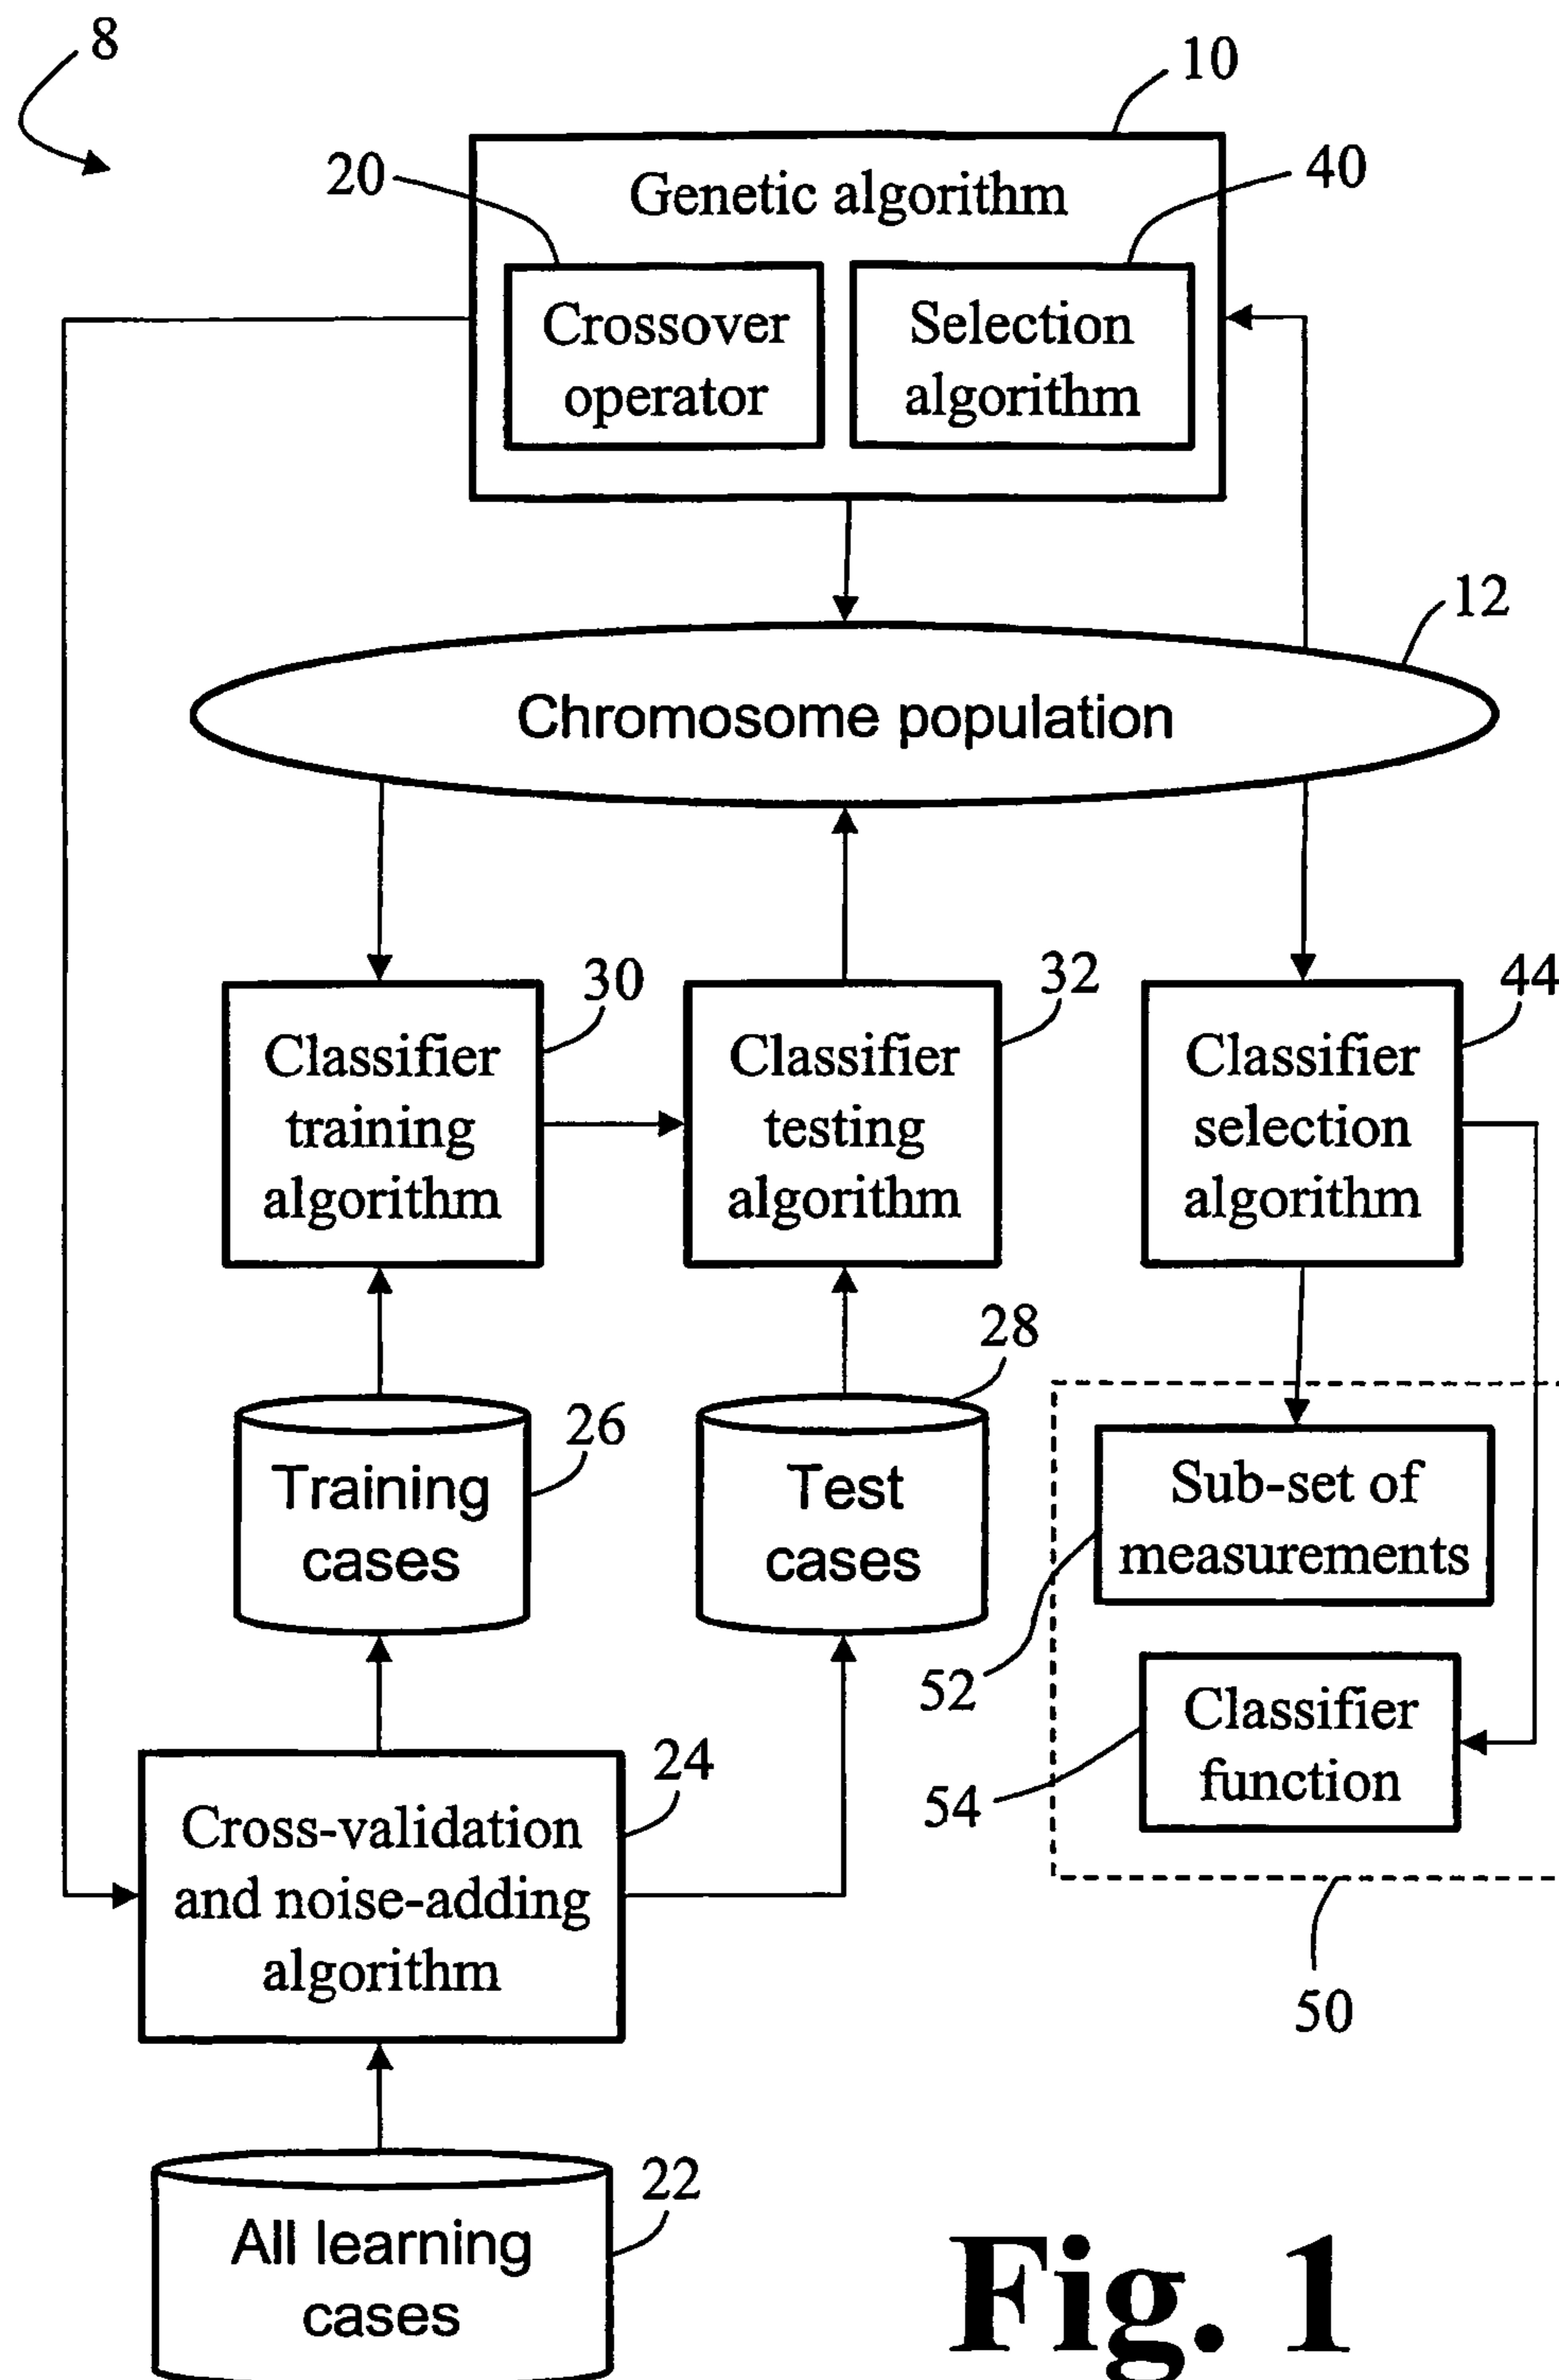 8
10
20
Genetic algorithm
40
Crossover
operator
Selection
algorithm
12
Chromosome population
30
32
44
Classifier
training
algorithm
Classifier
testing
algorithm
Classifier
selection
algorithm
28
26
Training
cases
Test
cases
Sub-set of
measurements
52
Classifier
function
54
24
Cross-validation
and noise-adding
algorithm
50
22
All learning
cases
Fig. 1